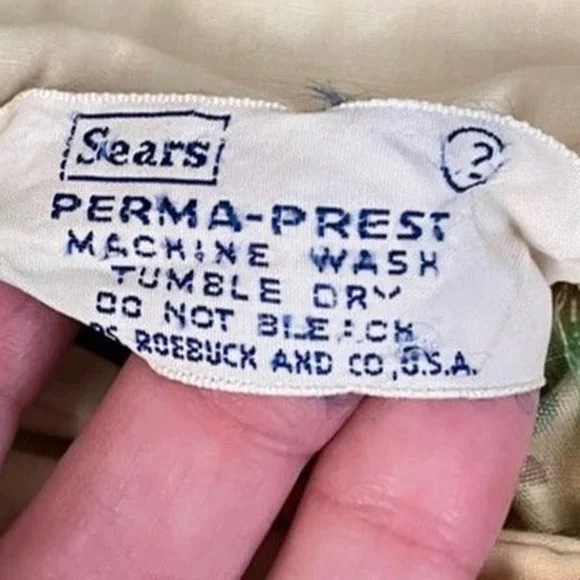 Sears
?
PERMA-PREST
MACHINE WASH
TUMBLE DRY
DO NOT BLEACH
ROEBUCK AND CO., U.S.A.